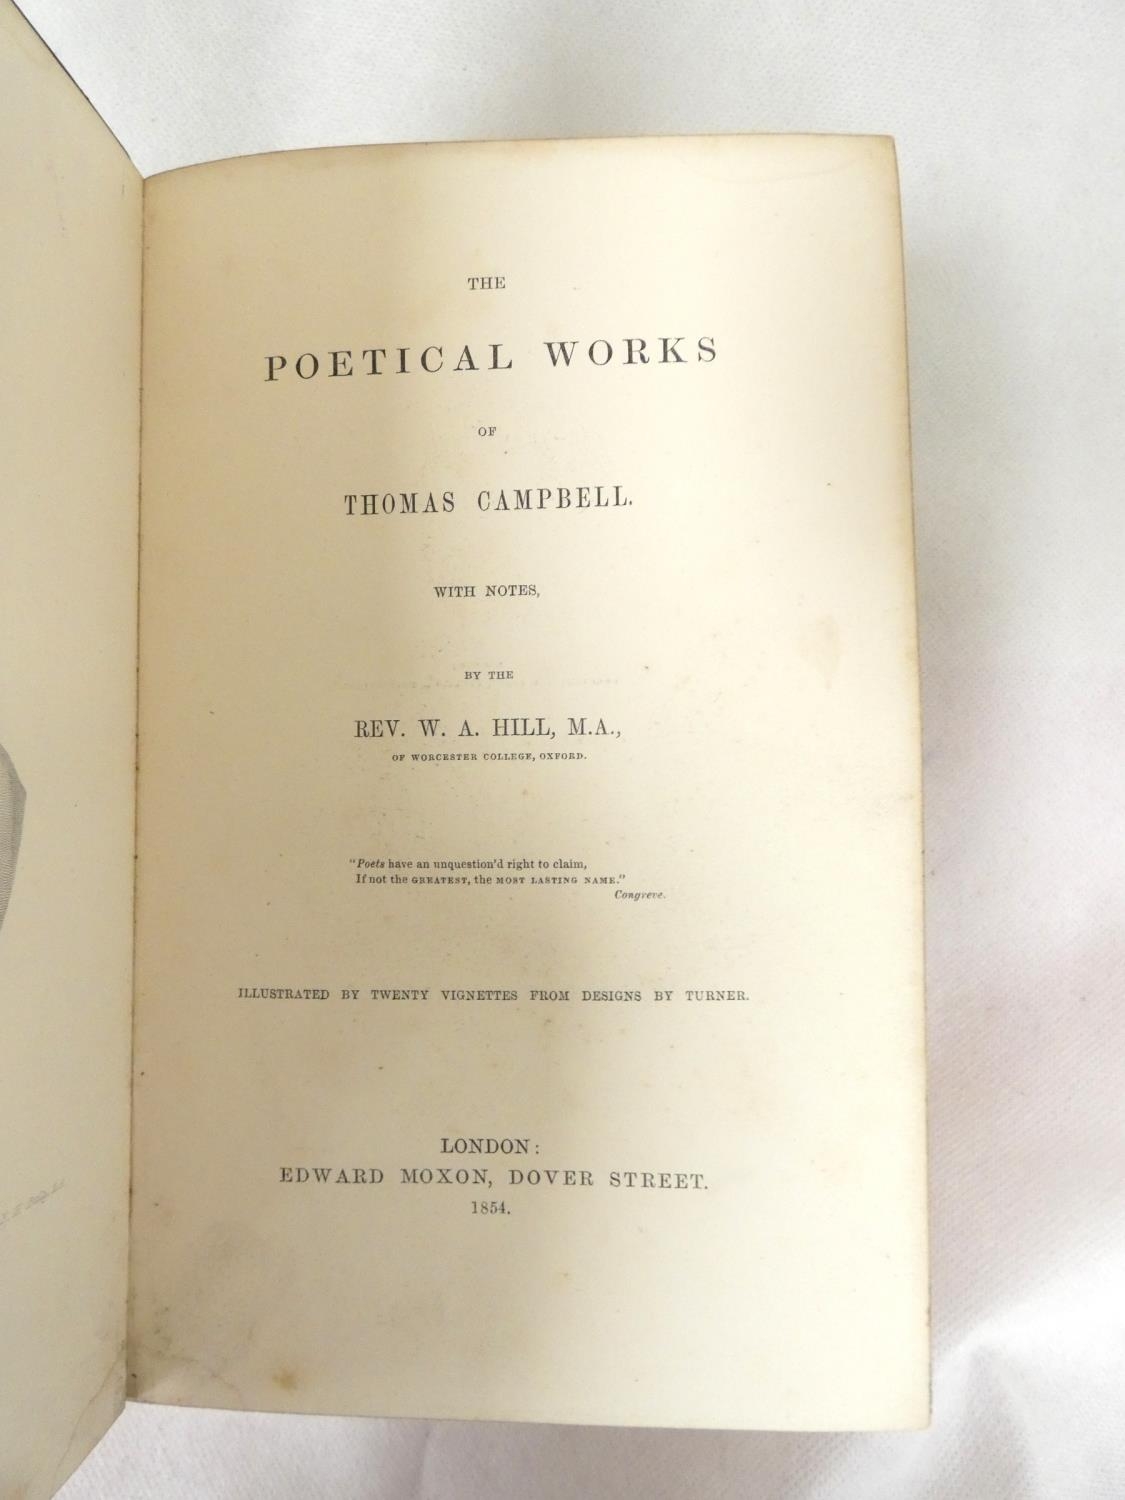 THE
POETICAL WORKS
OF
THOMAS CAMPBELL.
WITH NOTES,
BY THE
REV. W. A. HILL, M.A.,
OF WORCESTER COLLEGE, OXFORD.
"Poets have an unquestion'd right to claim,
If not the GREATEST, the MOST LASTING NAME."
Congreve.
ILLUSTRATED BY TWENTY VIGNETTES FROM DESIGNS BY TURNER.
LONDON:
EDWARD MOXON, DOVER STREET.
1854.